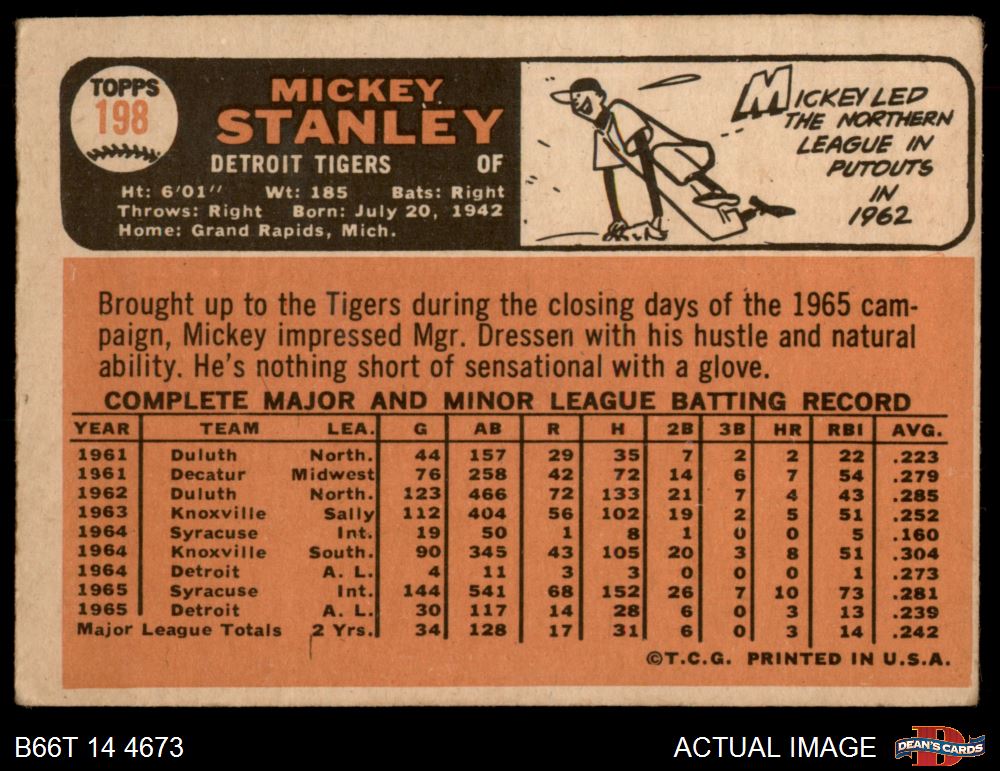 TOPPS
198
MICKEY
STANLEY
DETROIT TIGERS OF
Ht: 6'01" Wt: 185 Bats: Right
Throws: Right Born: July 20, 1942
Home: Grand Rapids, Mich.
MICKEY LED
THE NORTHERN
LEAGUE IN
PUTOUTS
IN
1962
Brought up to the Tigers during the closing days of the 1965 cam-
paign, Mickey impressed Mgr. Dressen with his hustle and natural
ability. He's nothing short of sensational with a glove.
COMPLETE MAJOR AND MINOR LEAGUE BATTING RECORD
YEAR TEAM LEA. G AB R H 2B 3B HR RBI AVG.
1961 Duluth North. 44 157 29 35 7 2 2 22 .223
1961 Decatur Midwest 76 258 42 72 14 6 7 54 .279
1962 Duluth North. 123 466 72 133 21 7 4 43 .285
1963 Knoxville Sally 112 404 56 102 19 2 5 51 .252
1964 Syracuse Int. 19 50 1 8 1 0 0 5 .160
1964 Knoxville South. 90 345 43 105 20 3 8 51 .304
1964 Detroit A. L. 4 11 3 3 0 0 0 1 .273
1965 Syracuse Int. 144 541 68 152 26 7 10 73 .281
1965 Detroit A. L. 30 117 14 28 6 0 3 13 .239
Major League Totals 2 Yrs. 34 128 17 31 6 0 3 14 .242
©T.C.G. PRINTED IN U.S.A.
B66T 14 4673 ACTUAL IMAGE DEAN'S CARDS